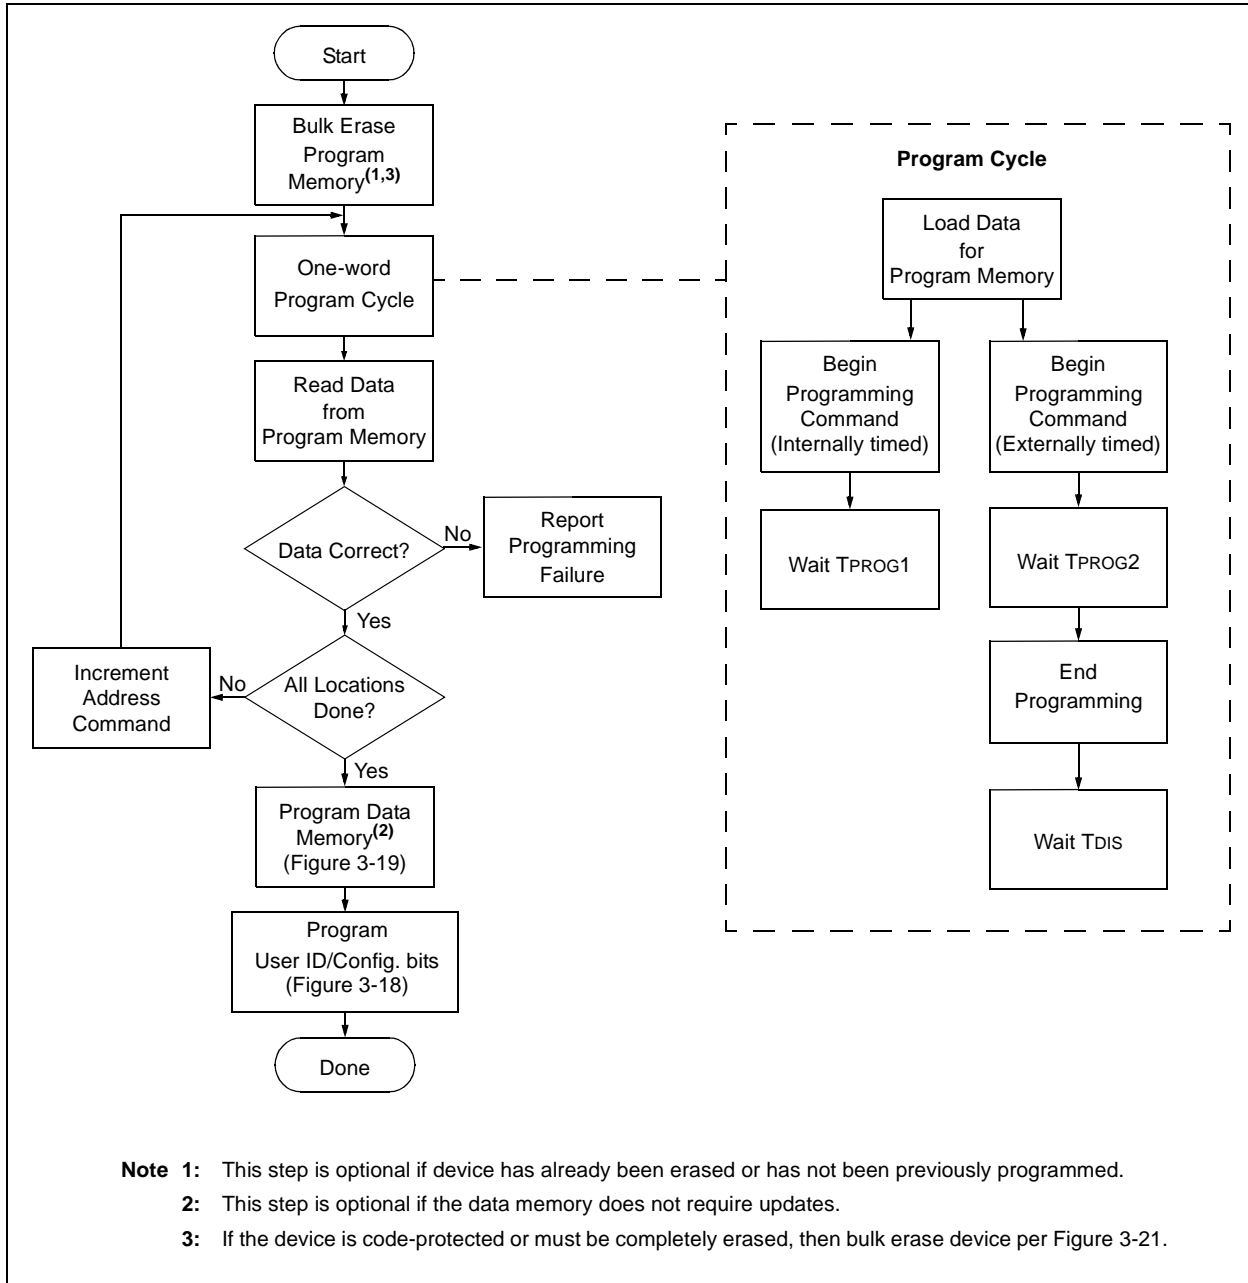 Start
Bulk Erase
Program
Memory(1,3)
One-word
Program Cycle
Read Data
from
Program Memory
Data Correct?
No
Report
Programming
Failure
Yes
All Locations
Done?
No
Increment
Address
Command
Yes
Program Data
Memory(2)
(Figure 3-19)
Program
User ID/Config. bits
(Figure 3-18)
Done
Program Cycle
Load Data
for
Program Memory
Begin
Programming
Command
(Internally timed)
Wait TPROG1
Begin
Programming
Command
(Externally timed)
Wait TPROG2
End
Programming
Wait TDIS
Note 1: This step is optional if device has already been erased or has not been previously programmed.
2: This step is optional if the data memory does not require updates.
3: If the device is code-protected or must be completely erased, then bulk erase device per Figure 3-21.